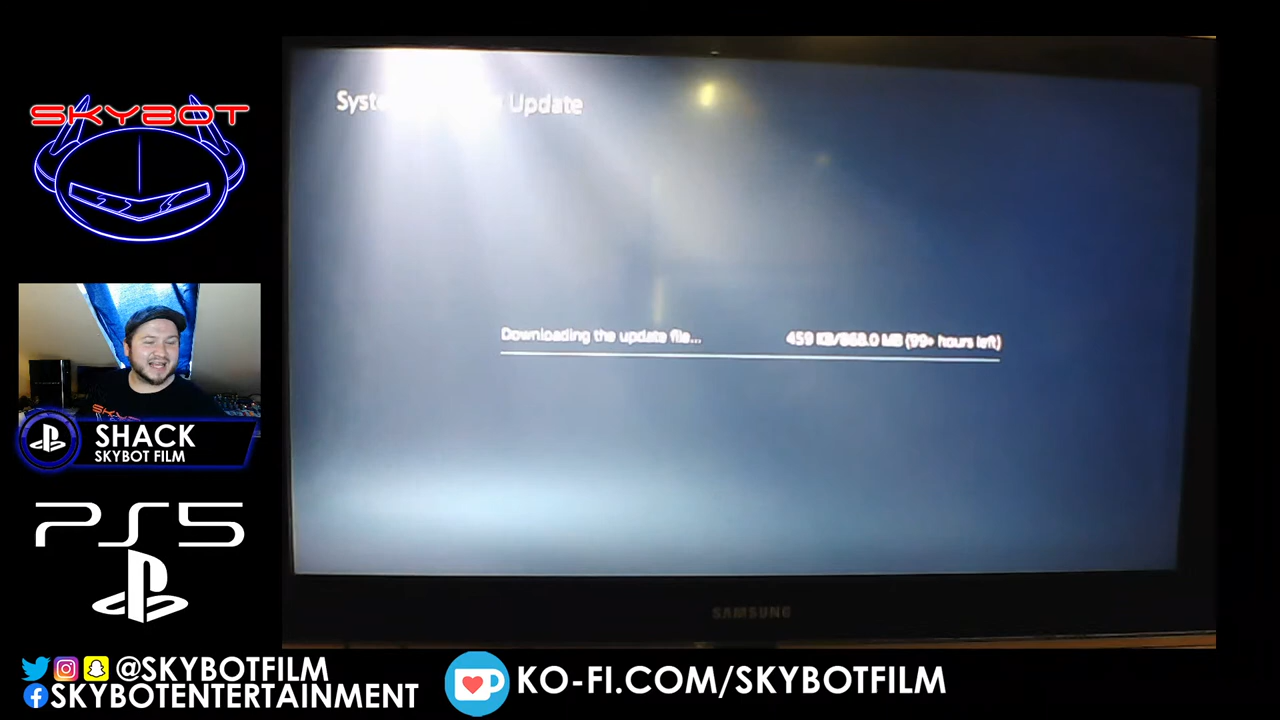 SKYBOT
SHACK
SKYBOT FILM
PS5
@SKYBOTFILM
SKYBOTENTERTAINMENT
Update
Downloading the update file... 459 KB/868.0 MB (99+ hours left)
SAMSUNG
KO-FI.COM/SKYBOTFILM
SKYBOT